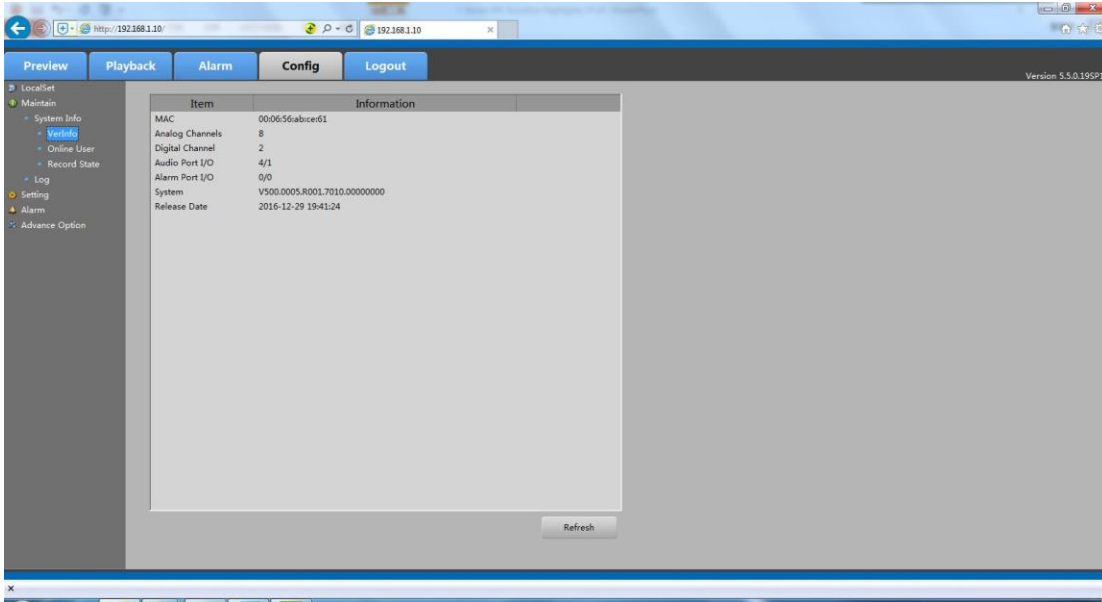 http://192.168.1.10/
192.168.1.10
Preview Playback Alarm Config Logout
Version 5.5.0.19SP1
LocalSet
Maintain
System Info
VerInfo
Online User
Record State
Log
Setting
Alarm
Advance Option
Item Information
MAC 00:06:56:ab:ce:61
Analog Channels 8
Digital Channel 2
Audio Port I/O 4/1
Alarm Port I/O 0/0
System V500.0005.R001.7010.00000000
Release Date 2016-12-29 19:41:24
Refresh